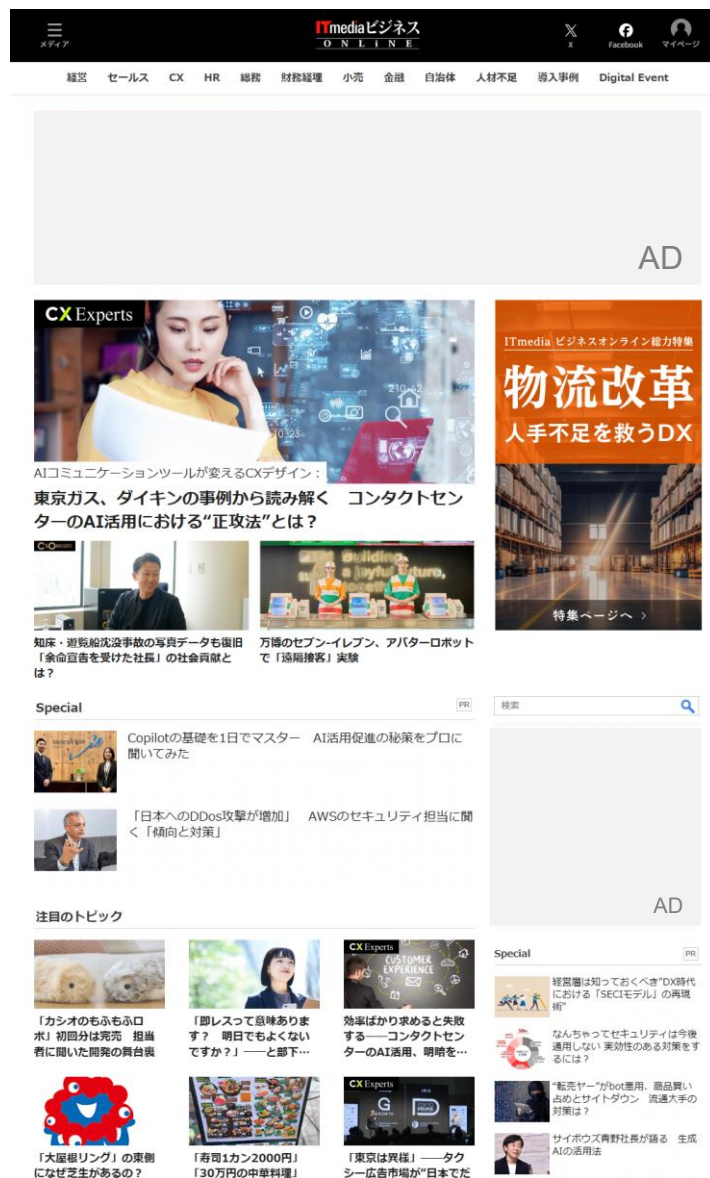 メディア
ITmedia ビジネス
ONLINE
X
Facebook
マイページ
経営 セールス CX HR 総務 財務経理 小売 金融 自治体 人材不足 導入事例 Digital Event
AD
CX Experts
AIコミュニケーションツールが変えるCXデザイン：
東京ガス、ダイキンの事例から読み解く　コンタクトセン
ターのAI活用における“正攻法”とは？
知床・遊覧船沈没事故の写真データも復旧
「余命宣告を受けた社長」の社会貢献と
は？
万博のセブン-イレブン、アバターロボット
で「遠隔接客」実験
ITmedia ビジネスオンライン総力特集
物流改革
人手不足を救うDX
特集ページへ
Special
PR
Copilotの基礎を1日でマスター　AI活用促進の秘策をプロに
聞いてみた
「日本へのDDos攻撃が増加」　AWSのセキュリティ担当に聞
く「傾向と対策」
検索
AD
注目のトピック
「カシオのもふもふロ
ボ」初回分は完売　担当
者に聞いた開発の舞台裏
「即レスって意味ありま
す？　明日でもよくない
ですか？」――と部下…
CX Experts
CUSTOMER
EXPERIENCE
効率ばかり求めると失敗
する――コンタクトセン
ターのAI活用、明暗を…
「大屋根リング」の東側
になぜ芝生があるの？
「寿司1カン2000円」
「30万円の中華料理」
CX Experts
「東京は異様」――タク
シー広告市場が“日本でだ
Special
PR
経営層は知っておくべき“DX時代
における「SECIモデル」の再現
術”
なんちゃってセキュリティは今後
通用しない 実効性のある対策をす
るには？
“転売ヤー”がbot悪用、商品買い
占めとサイトダウン　流通大手の
対策は？
サイボウズ青野社長が語る　生成
AIの活用法